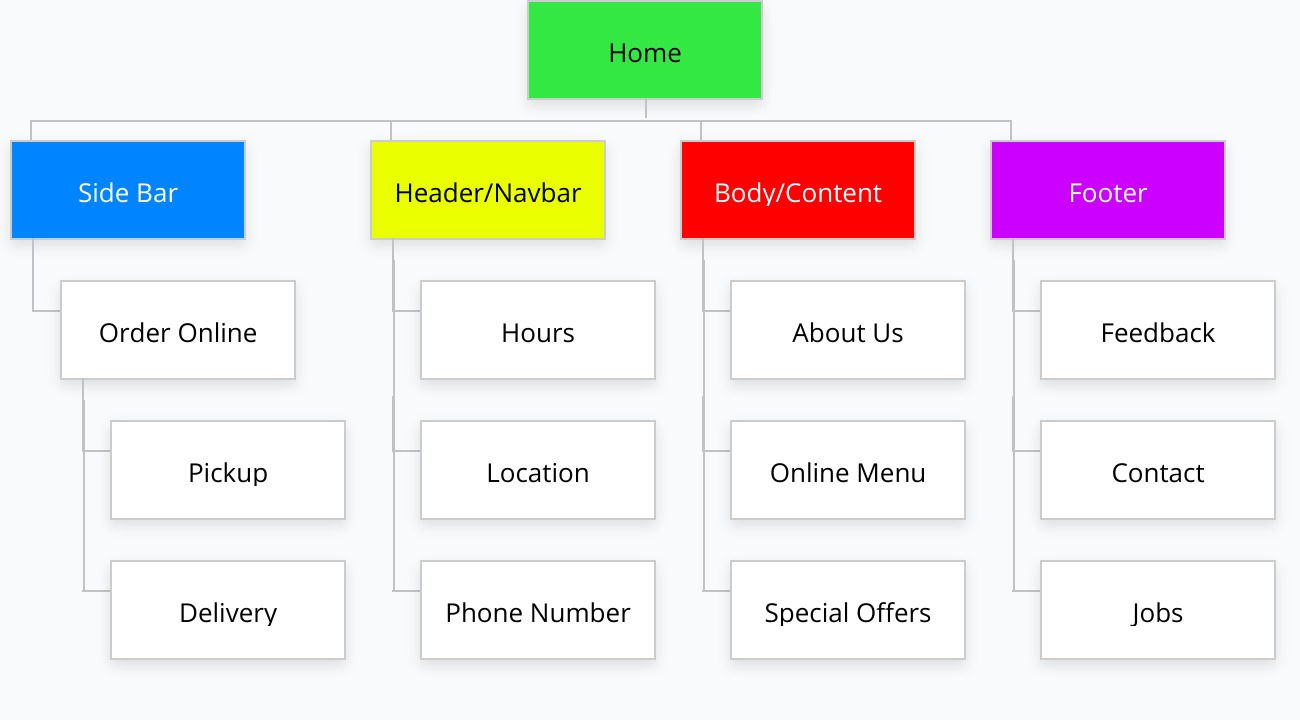 Home
Side Bar
Header/Navbar
Body/Content
Footer
Order Online
Hours
About Us
Feedback
Pickup
Location
Online Menu
Contact
Delivery
Phone Number
Special Offers
Jobs